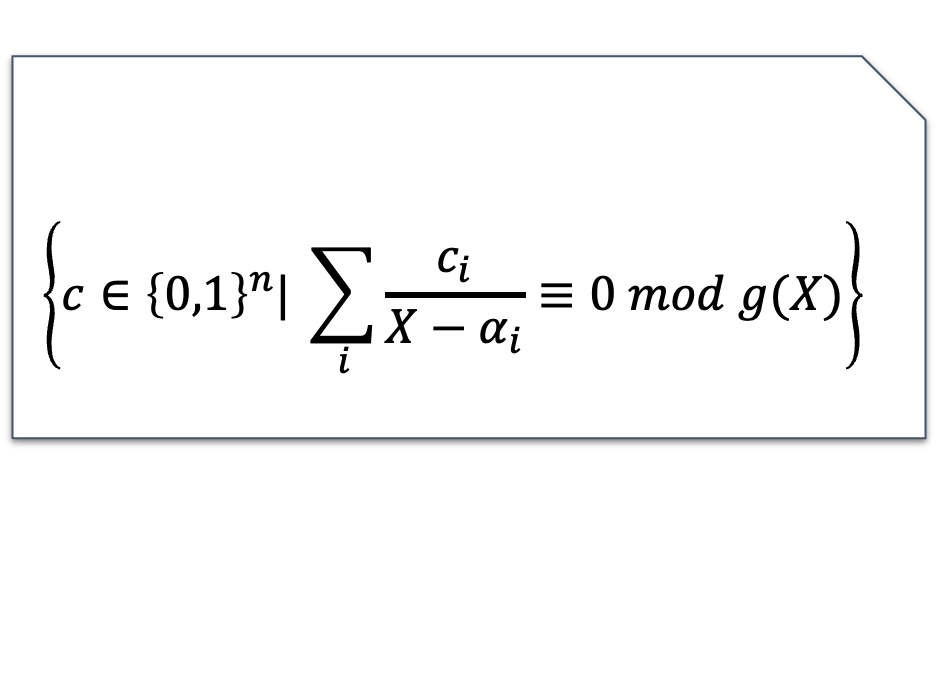 {c ∈ {0,1}ⁿ| ∑ᵢ cᵢ/(X − αᵢ) ≡ 0 mod g(X)}